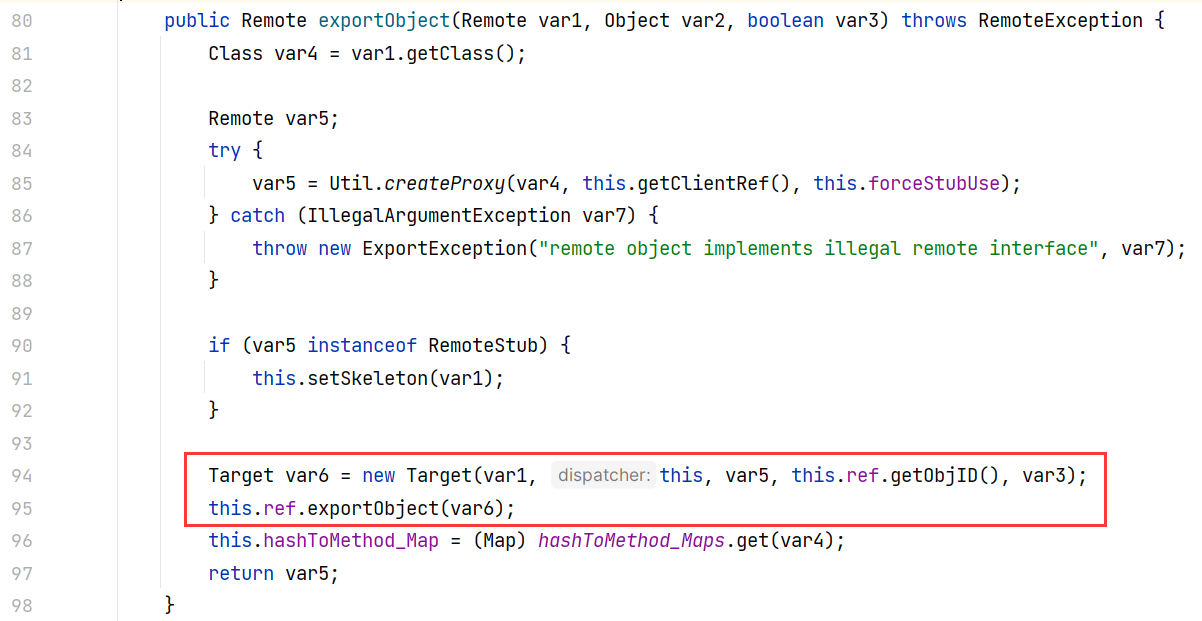 80 public Remote exportObject(Remote var1, Object var2, boolean var3) throws RemoteException {
81 Class var4 = var1.getClass();
82
83 Remote var5;
84 try {
85 var5 = Util.createProxy(var4, this.getClientRef(), this.forceStubUse);
86 } catch (IllegalArgumentException var7) {
87 throw new ExportException("remote object implements illegal remote interface", var7);
88 }
89
90 if (var5 instanceof RemoteStub) {
91 this.setSkeleton(var1);
92 }
93
94 Target var6 = new Target(var1, dispatcher: this, var5, this.ref.getObjID(), var3);
95 this.ref.exportObject(var6);
96 this.hashToMethod_Map = (Map) hashToMethod_Maps.get(var4);
97 return var5;
98 }